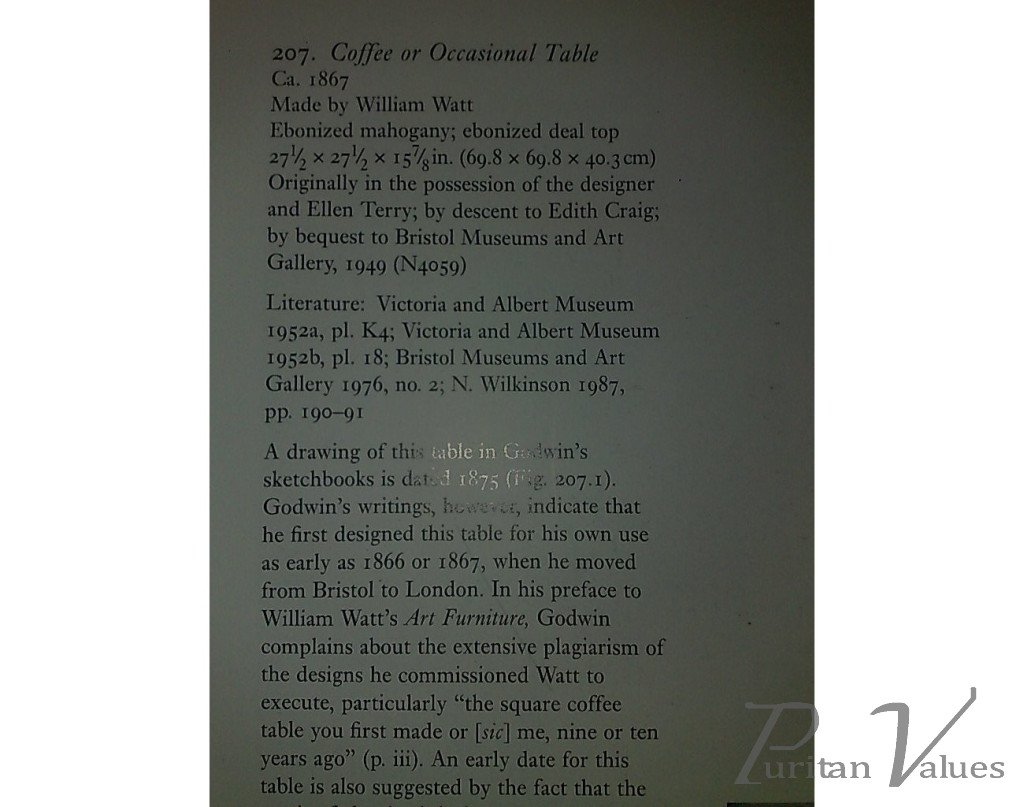 207. Coffee or Occasional Table
Ca. 1867
Made by William Watt
Ebonized mahogany; ebonized deal top
27½ × 27½ × 15⅞ in. (69.8 × 69.8 × 40.3 cm)
Originally in the possession of the designer
and Ellen Terry; by descent to Edith Craig;
by bequest to Bristol Museums and Art
Gallery, 1949 (N4059)
Literature: Victoria and Albert Museum
1952a, pl. K4; Victoria and Albert Museum
1952b, pl. 18; Bristol Museums and Art
Gallery 1976, no. 2; N. Wilkinson 1987,
pp. 190–91
A drawing of this table in Godwin's
sketchbooks is dated 1875 (Fig. 207.1).
Godwin's writings, however, indicate that
he first designed this table for his own use
as early as 1866 or 1867, when he moved
from Bristol to London. In his preface to
William Watt's Art Furniture, Godwin
complains about the extensive plagiarism of
the designs he commissioned Watt to
execute, particularly “the square coffee
table you first made or [sic] me, nine or ten
years ago” (p. iii). An early date for this
table is also suggested by the fact that the
Puritan Values